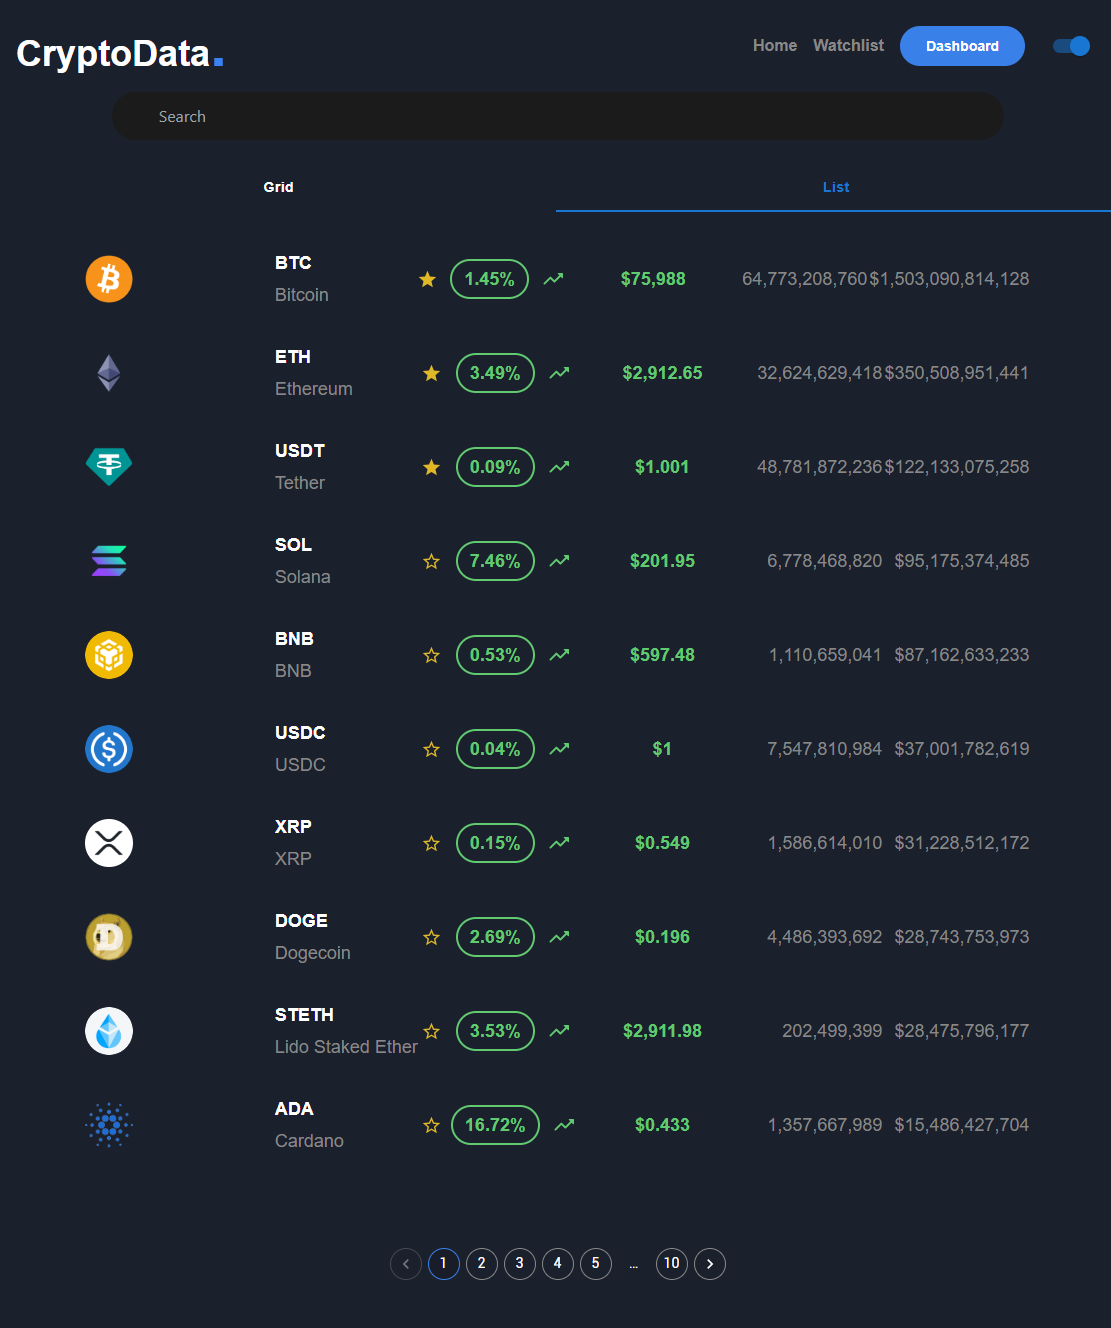 CryptoData.
Home Watchlist Dashboard
Search
Grid List
BTC
Bitcoin
1.45% $75,988 64,773,208,760 $1,503,090,814,128
ETH
Ethereum
3.49% $2,912.65 32,624,629,418 $350,508,951,441
USDT
Tether
0.09% $1.001 48,781,872,236 $122,133,075,258
SOL
Solana
7.46% $201.95 6,778,468,820 $95,175,374,485
BNB
BNB
0.53% $597.48 1,110,659,041 $87,162,633,233
USDC
USDC
0.04% $1 7,547,810,984 $37,001,782,619
XRP
XRP
0.15% $0.549 1,586,614,010 $31,228,512,172
DOGE
Dogecoin
2.69% $0.196 4,486,393,692 $28,743,753,973
STETH
Lido Staked Ether
3.53% $2,911.98 202,499,399 $28,475,796,177
ADA
Cardano
16.72% $0.433 1,357,667,989 $15,486,427,704
1 2 3 4 5 … 10